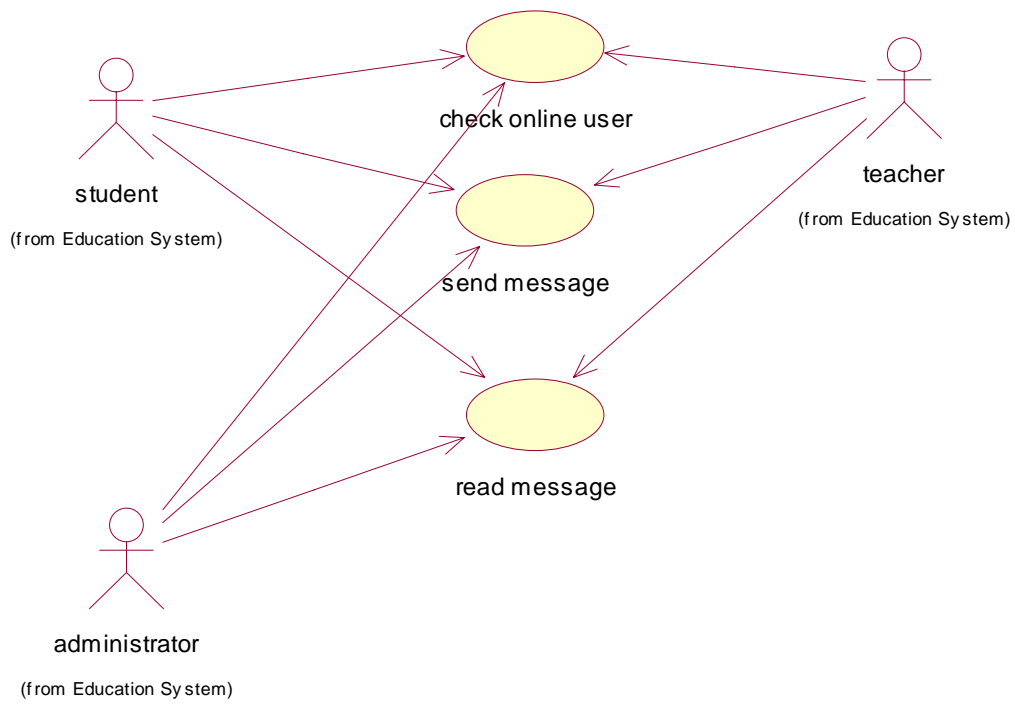 check online user
student
(from Education System)
teacher
(from Education System)
send message
read message
administrator
(from Education System)